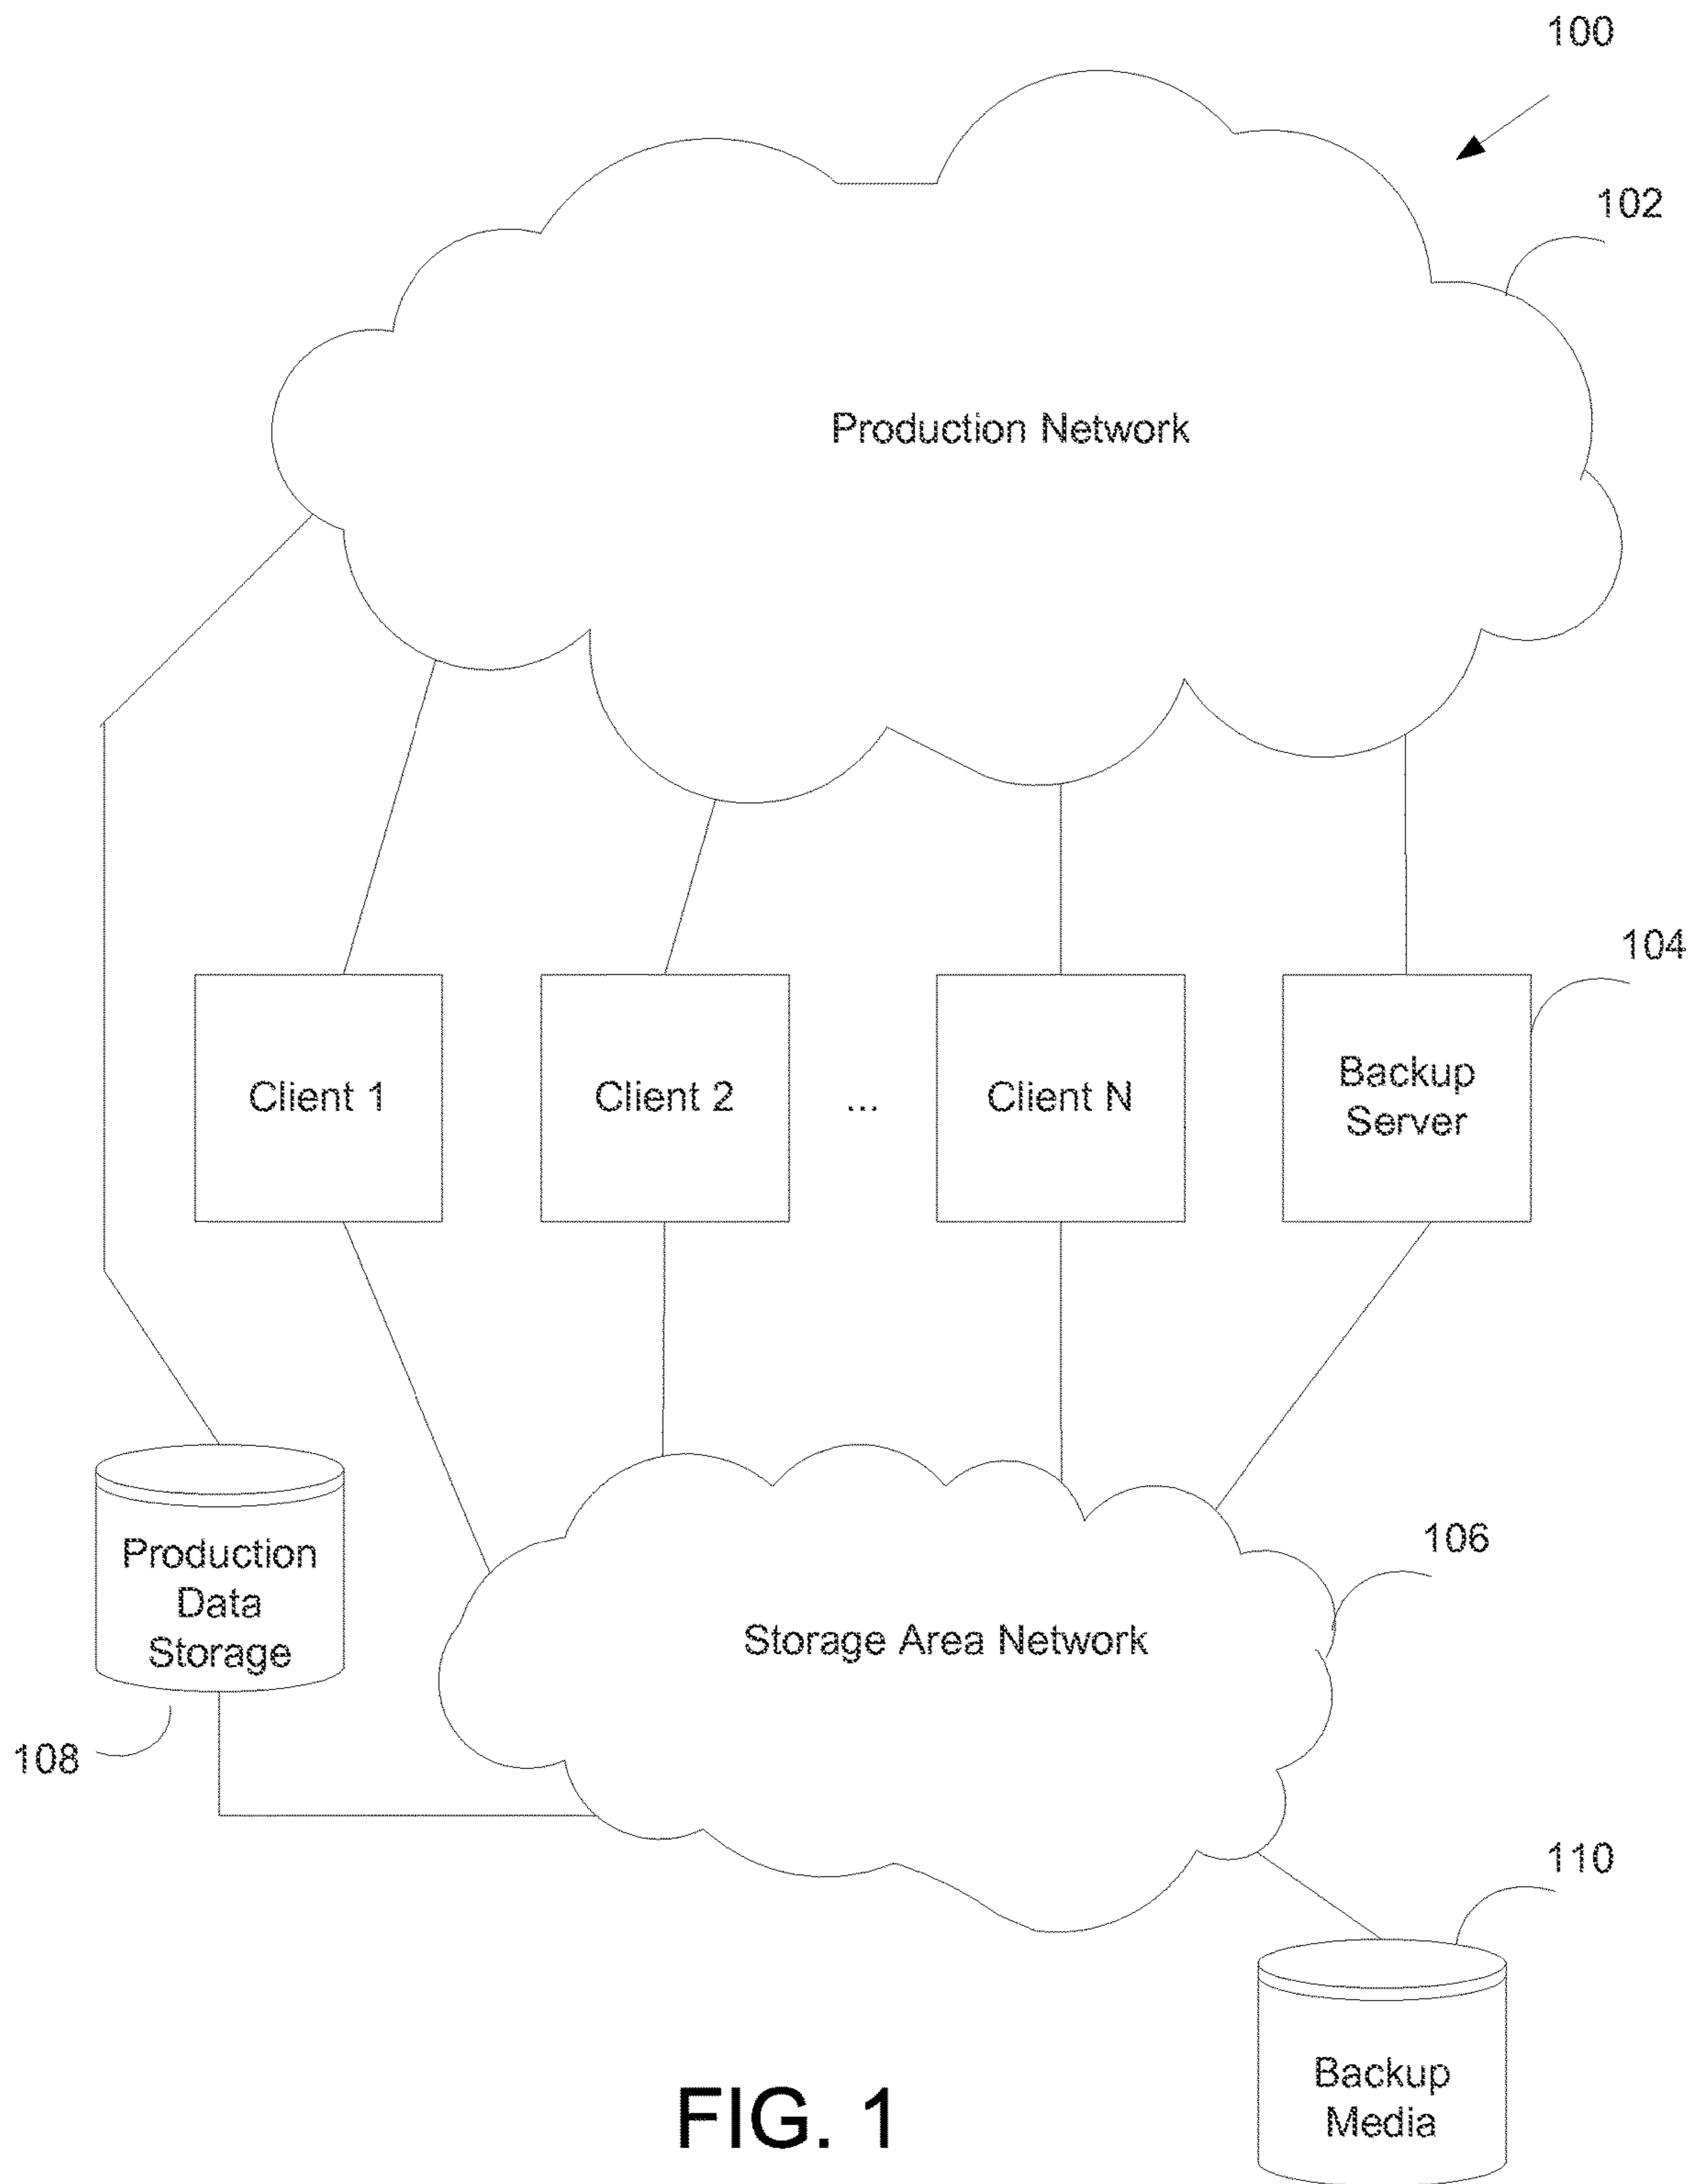 100
102
Production Network
104
Client 1
Client 2
...
Client N
Backup
Server
106
Production
Data
Storage
Storage Area Network
108
110
Backup
Media
FIG. 1